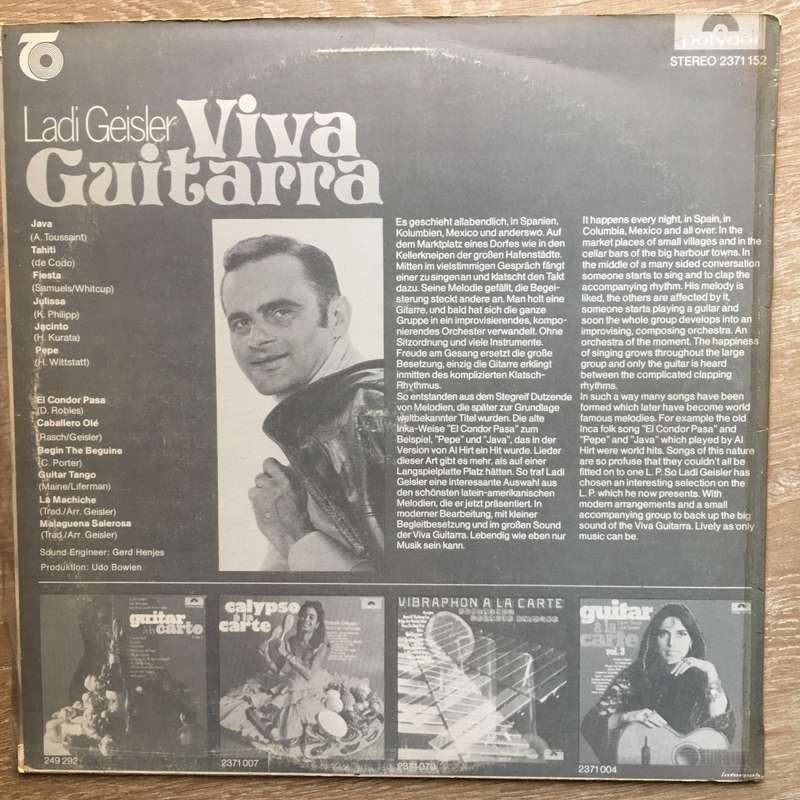 polydor
STEREO 2371 152
Ladi Geisler Viva
Guitarra
Java
(A. Toussaint)
Tahiti
(de Codo)
Fiesta
(Samuels/Whitcup)
Julissa
(K. Philipp)
Jacinto
(H. Kurata)
Pepe
(H. Wittstatt)
El Condor Pasa
(D. Robles)
Caballero Olé
(Rasch/Geisler)
Begin The Beguine
(C. Porter)
Guitar Tango
(Maine/Liferman)
La Machiche
(Trad./Arr. Geisler)
Malaguena Salerosa
(Trad./Arr. Geisler)
Sound Engineer: Gerd Henjes
Produktion: Udo Bowien
Es geschieht allabendlich, in Spanien,
Kolumbien, Mexico und anderswo. Auf
dem Marktplatz eines Dorfes wie in den
Kellerkneipen der großen Hafenstädte.
Mitten im vielstimmigen Gespräch fängt
einer zu singen an und klatscht den Takt
dazu. Seine Melodie gefällt, die Begei-
sterung steckt andere an. Man holt eine
Gitarre, und bald hat sich die ganze
Gruppe in ein improvisierendes, kompo-
nierendes Orchester verwandelt. Ohne
Sitzordnung und viele Instrumente.
Freude am Gesang ersetzt die große
Besetzung, einzig die Gitarre erklingt
inmitten des komplizierten Klatsch-
Rhythmus.
So entstanden aus dem Stegreif Dutzende
von Melodien, die später zur Grundlage
weltbekannter Titel wurden. Die alte
Inka-Weise "El Condor Pasa" zum
Beispiel, "Pepe" und "Java", das in der
Version von Al Hirt ein Hit wurde. Lieder
dieser Art gibt es mehr, als auf einer
Langspielplatte Platz hätten. So traf Ladi
Geisler eine interessante Auswahl aus
den schönsten latein-amerikanischen
Melodien, die er jetzt präsentiert. In
moderner Bearbeitung, mit kleiner
Begleitbesetzung und im großen Sound
der Viva Guitarra. Lebendig wie eben nur
Musik sein kann.
It happens every night, in Spain, in
Columbia, Mexico and all over. In the
market places of small villages and in the
cellar bars of the big harbour towns. In
the middle of a many sided conversation
someone starts to sing and to clap the
accompanying rhythm. His melody is
liked, the others are affected by it,
someone starts playing a guitar and
soon the whole group develops into an
improvising, composing orchestra. An
orchestra of the moment. The happiness
of singing grows throughout the large
group and only the guitar is heard
between the complicated clapping
rhythms.
In such a way many songs have been
formed which later have become world
famous melodies. For example the old
Inca folk song "El Condor Pasa" and
"Pepe" and "Java" which played by Al
Hirt were world hits. Songs of this nature
are so profuse that they couldn't all be
fitted on to one L. P. So Ladi Geisler has
chosen an interesting selection on the
L. P. which he now presents. With
modern arrangements and a small
accompanying group to back up the big
sound of the Viva Guitarra. Lively as only
music can be.
guitar
à la carte
calypso
à la carte
VIBRAPHON A LA CARTE
guitar
à la
carte
vol. 3
249 292
2371 007
2371 070
2371 004
interpak